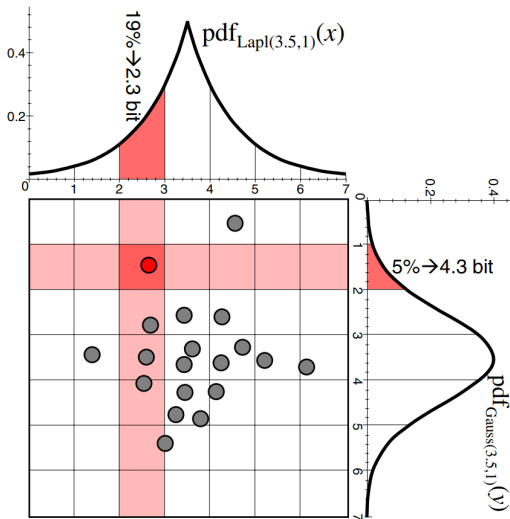 19%→2.3 bit
pdf_Lapl(3.5,1)(x)
0.4
0.2
0 1 2 3 4 5 6 7
0 0.2 0.4
5%→4.3 bit
0
1
2
3
4
5
6
7
pdf_Gauss(3.5,1)(y)